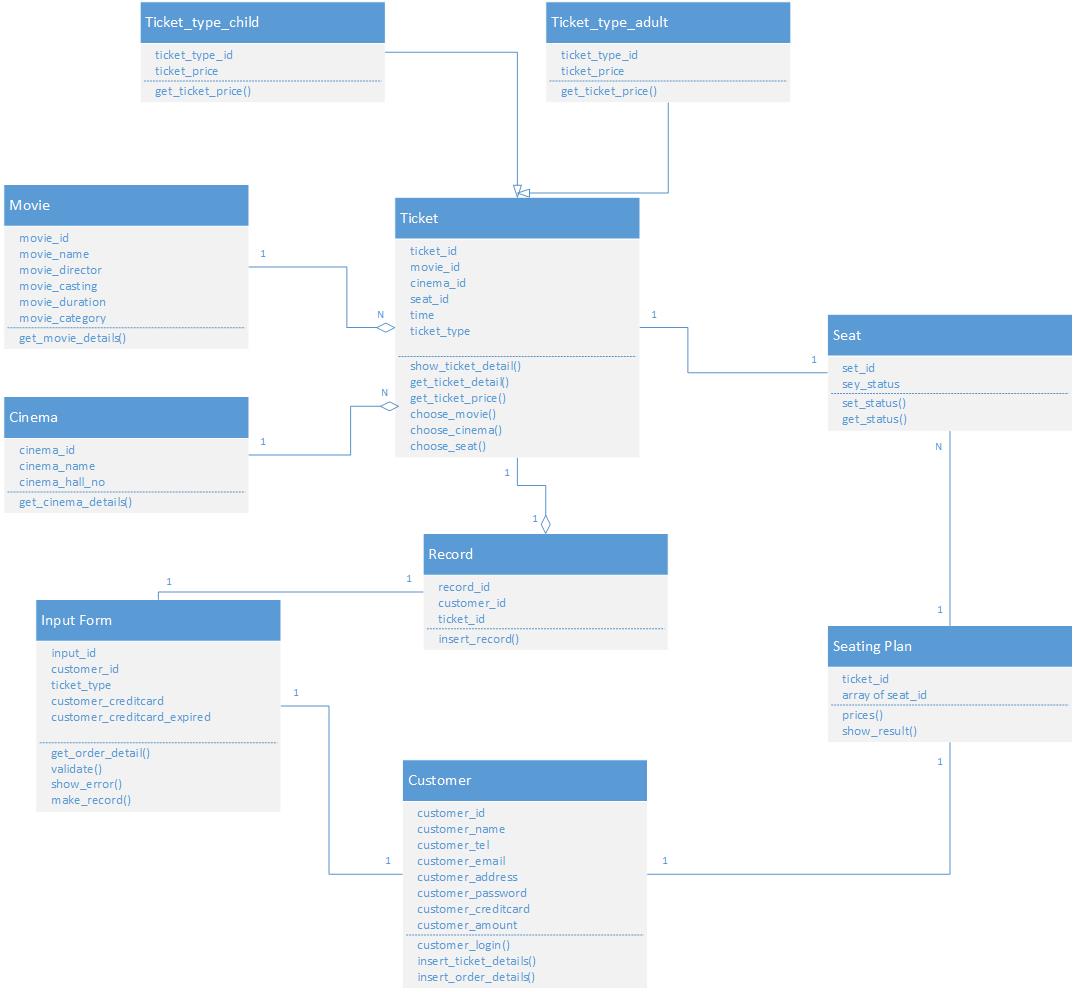 Ticket_type_child
ticket_type_id
ticket_price
get_ticket_price()
Ticket_type_adult
ticket_type_id
ticket_price
get_ticket_price()
Movie
movie_id
movie_name
movie_director
movie_casting
movie_duration
movie_category
get_movie_details()
1
N
Ticket
ticket_id
movie_id
cinema_id
seat_id
time
ticket_type
show_ticket_detail()
get_ticket_detail()
get_ticket_price()
choose_movie()
choose_cinema()
choose_seat()
1
1
Seat
set_id
sey_status
set_status()
get_status()
N
Cinema
cinema_id
cinema_name
cinema_hall_no
get_cinema_details()
1
N
1
1
Record
record_id
customer_id
ticket_id
insert_record()
1
1
Input Form
input_id
customer_id
ticket_type
customer_creditcard
customer_creditcard_expired
get_order_detail()
validate()
show_error()
make_record()
1
1
Seating Plan
ticket_id
array of seat_id
prices()
show_result()
1
1
Customer
customer_id
customer_name
customer_tel
customer_email
customer_address
customer_password
customer_creditcard
customer_amount
customer_login()
insert_ticket_details()
insert_order_details()
1